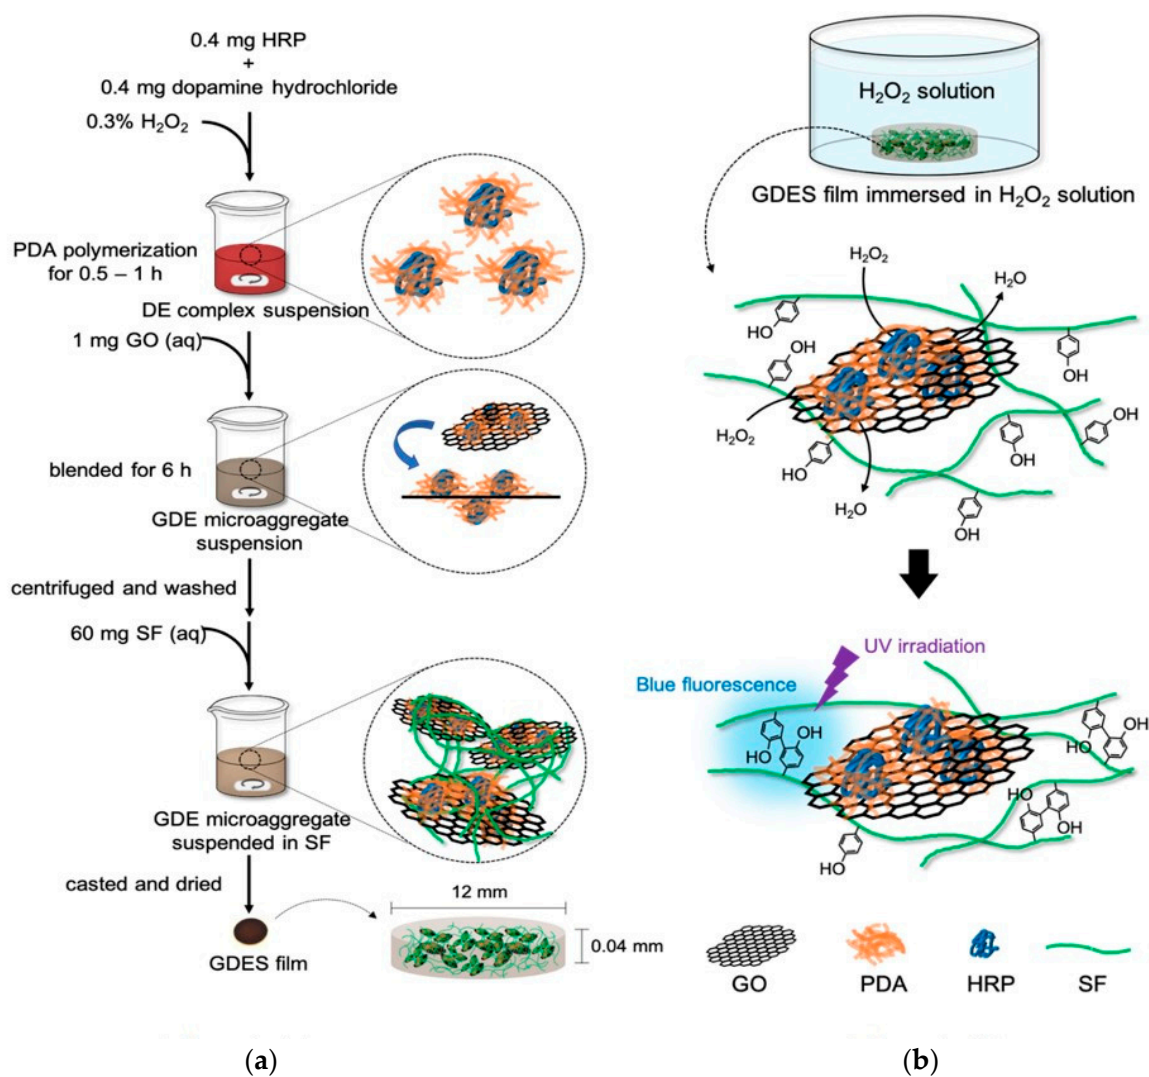 0.4 mg HRP
+
0.4 mg dopamine hydrochloride
0.3% H₂O₂
PDA polymerization
for 0.5 – 1 h
DE complex suspension
1 mg GO (aq)
blended for 6 h
GDE microaggregate
suspension
centrifuged and washed
60 mg SF (aq)
GDE microaggregate
suspended in SF
casted and dried
GDES film
12 mm
0.04 mm
(a)
H₂O₂ solution
GDES film immersed in H₂O₂ solution
H₂O₂
H₂O
HO
OH
OH
OH
OH
H₂O₂
HO
OH
H₂O
OH
UV irradiation
Blue fluorescence
OH
HO
OH
HO
HO
OH
HO
GO
PDA
HRP
SF
(b)